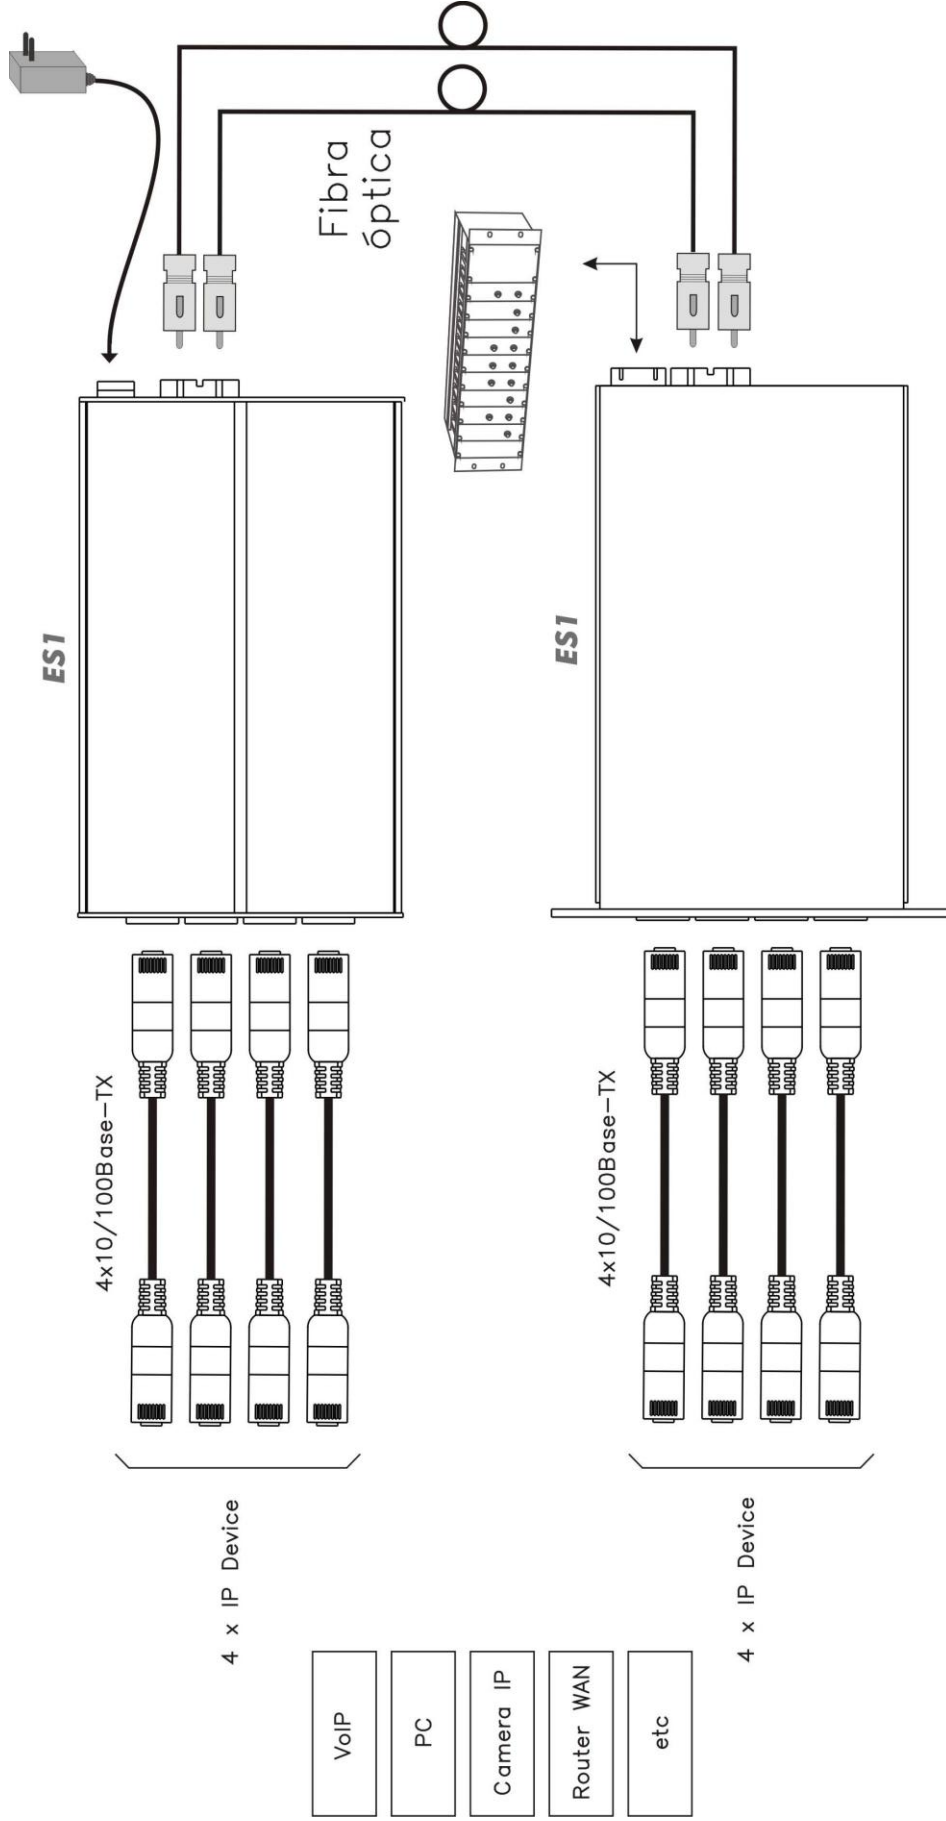 Fibra
óptica
ES1
ES1
4x10/100Base-TX
4x10/100Base-TX
4 x IP Device
4 x IP Device
VoIP
PC
Camera IP
Router WAN
etc